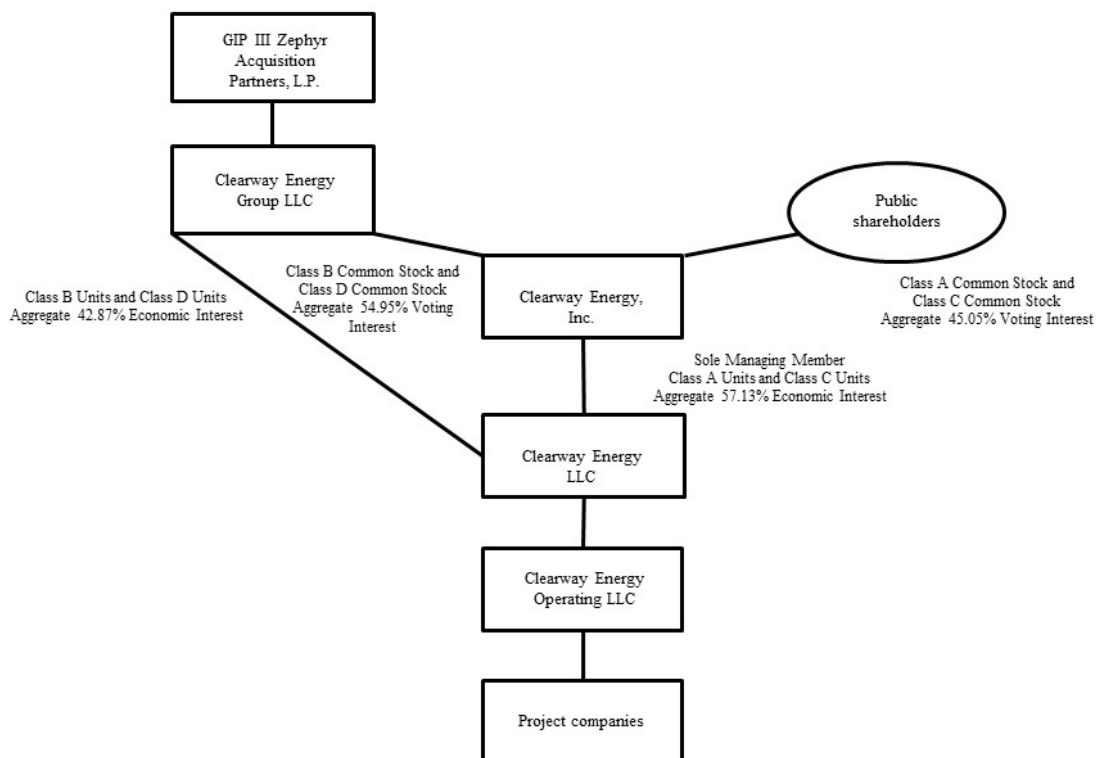 GIP III Zephyr
Acquisition
Partners, L.P.
Clearway Energy
Group LLC
Public
shareholders
Class B Units and Class D Units
Aggregate 42.87% Economic Interest
Class B Common Stock and
Class D Common Stock
Aggregate 54.95% Voting
Interest
Clearway Energy,
Inc.
Class A Common Stock and
Class C Common Stock
Aggregate 45.05% Voting Interest
Sole Managing Member
Class A Units and Class C Units
Aggregate 57.13% Economic Interest
Clearway Energy
LLC
Clearway Energy
Operating LLC
Project companies